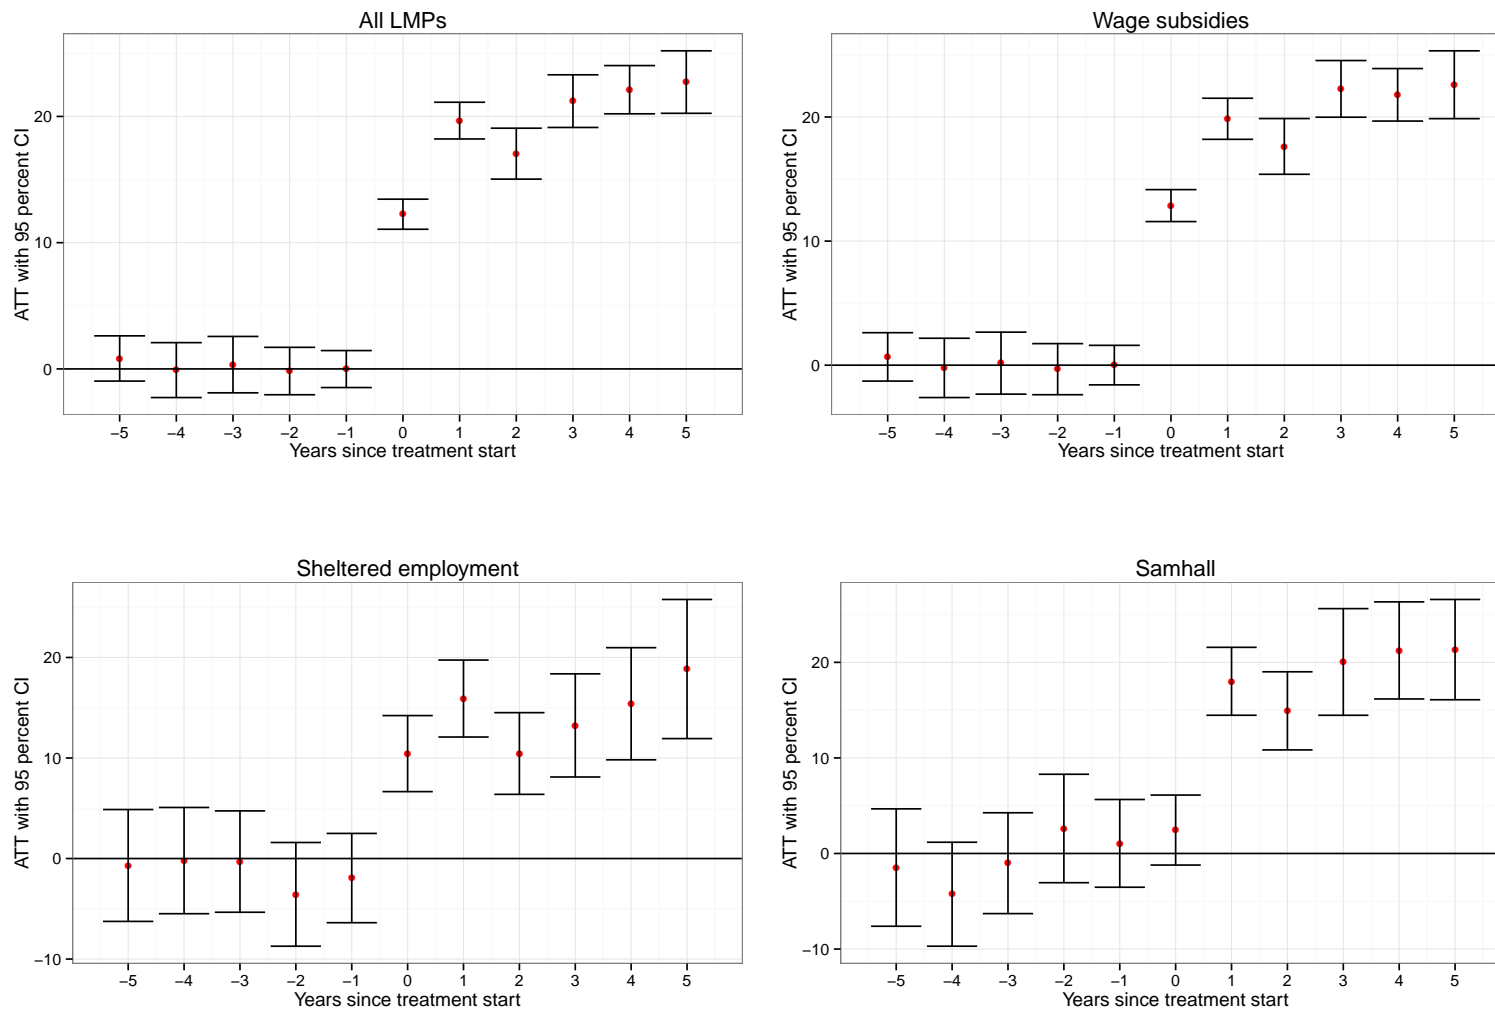 All LMPs
ATT with 95 percent CI
20
10
0
−5 −4 −3 −2 −1 0 1 2 3 4 5
Years since treatment start
Wage subsidies
ATT with 95 percent CI
20
10
0
−5 −4 −3 −2 −1 0 1 2 3 4 5
Years since treatment start
Sheltered employment
ATT with 95 percent CI
20
10
0
−10
−5 −4 −3 −2 −1 0 1 2 3 4 5
Years since treatment start
Samhall
ATT with 95 percent CI
20
10
0
−10
−5 −4 −3 −2 −1 0 1 2 3 4 5
Years since treatment start